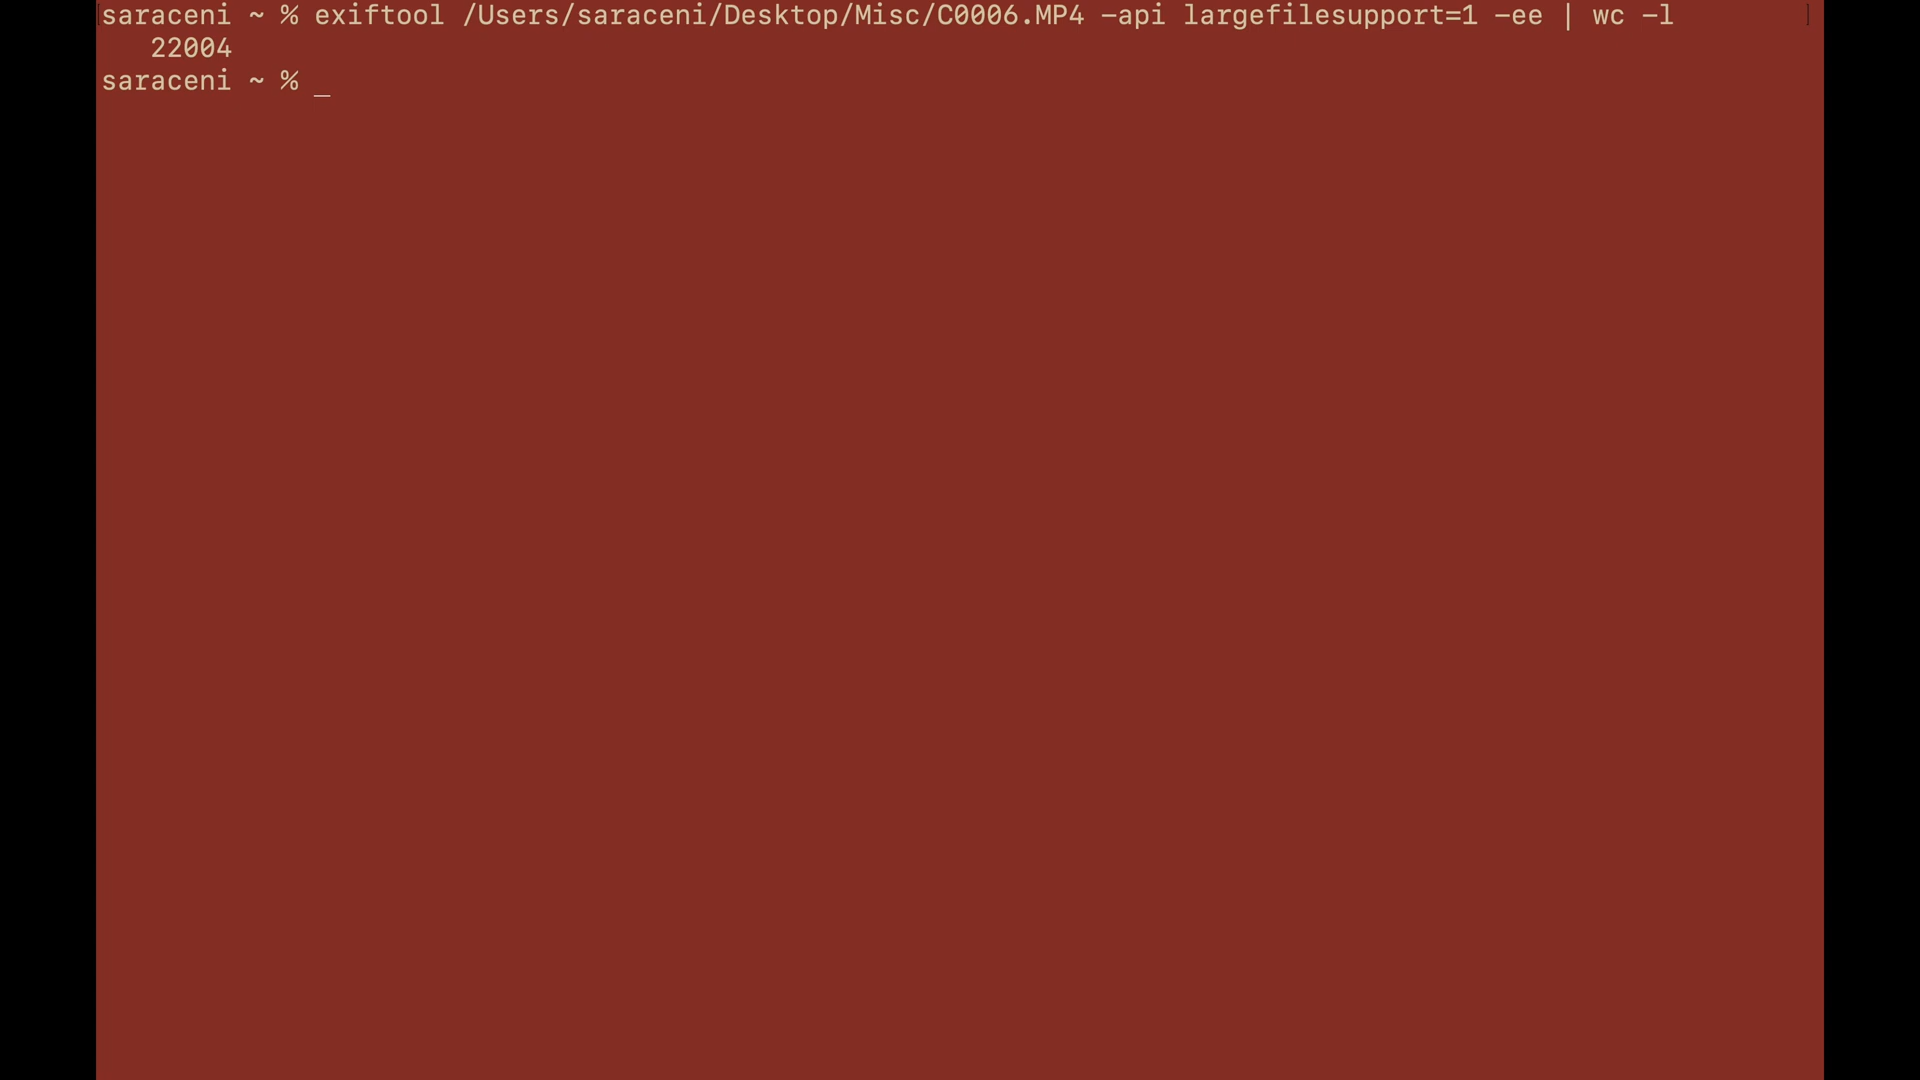 saraceni ~ % exiftool /Users/saraceni/Desktop/Misc/C0006.MP4 -api largefilesupport=1 -ee | wc -l
22004
saraceni ~ % _